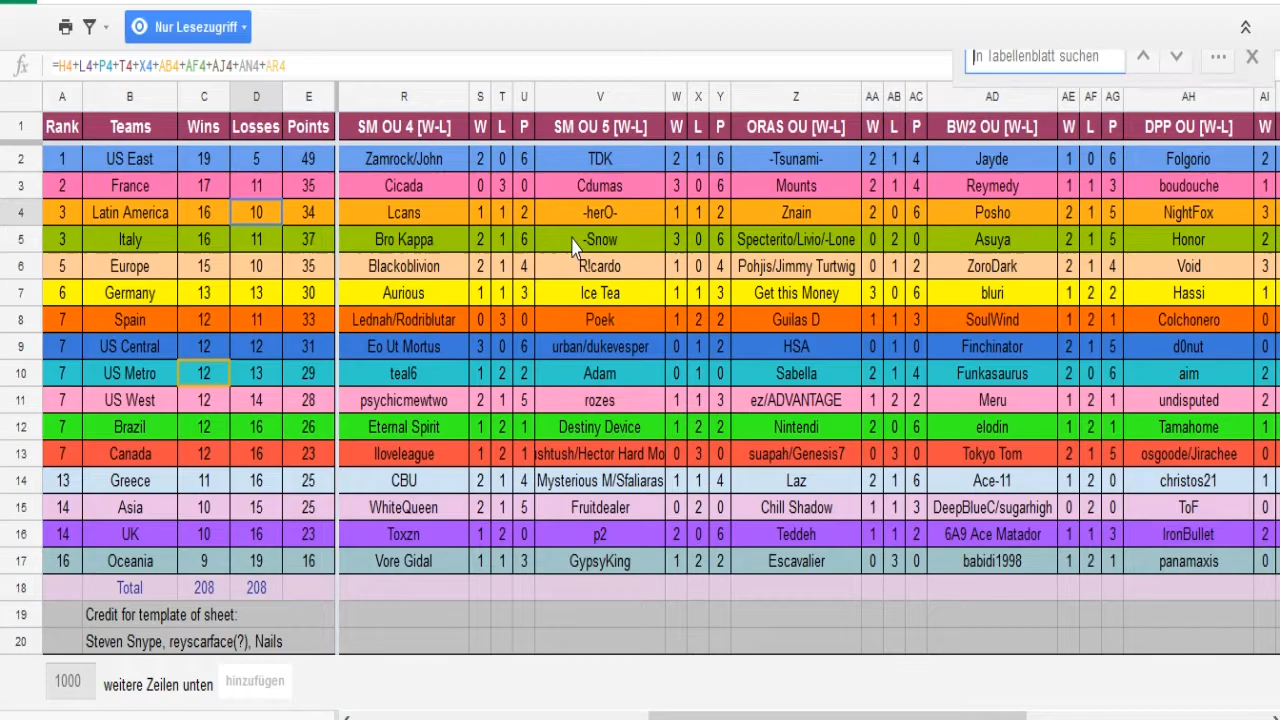 Nur Lesezugriff
=H4+L4+P4+T4+X4+AB4+AF4+AJ4+AN4+AR4
In Tabellenblatt suchen
A B C D E R S T U V W X Y Z AA AB AC AD AE AF AG AH AI
1 Rank Teams Wins Losses Points SM OU 4 [W-L] W L P SM OU 5 [W-L] W L P ORAS OU [W-L] W L P BW2 OU [W-L] W L P DPP OU [W-L] W
2 1 US East 19 5 49 Zamrock/John 2 0 6 TDK 2 1 6 -Tsunami- 2 1 4 Jayde 1 0 6 Folgorio 2
3 2 France 17 11 35 Cicada 0 3 0 Cdumas 3 0 6 Mounts 2 1 4 Reymedy 1 1 3 boudouche 1
4 3 Latin America 16 10 34 Lcans 1 1 2 -herO- 1 1 2 Znain 2 0 6 Posho 2 1 5 NightFox 3
5 3 Italy 16 11 37 Bro Kappa 2 1 6 -Snow 3 0 6 Specterito/Livio/-Lone 0 2 0 Asuya 1 1 2 Honor 2
6 5 Europe 15 10 35 Blackoblivion 2 1 4 R!cardo 1 0 4 Pohjis/Jimmy Turtwig 0 1 2 ZoroDark 2 1 4 Void 3
7 6 Germany 13 13 30 Aurious 1 1 3 Ice Tea 1 1 3 Get this Money 3 0 6 bluri 1 2 2 Hassi 1
8 7 Spain 12 11 33 Lednah/Rodriblutar 0 3 0 Poek 1 2 2 Guilas D 1 1 3 SoulWind 1 2 1 Colchonero 0
9 7 US Central 12 12 31 Eo Ut Mortus 3 0 6 urban/dukevesper 0 1 2 HSA 0 1 0 Finchinator 2 1 5 d0nut 0
10 7 US Metro 12 13 29 teal6 1 2 2 Adam 0 1 0 Sabella 2 1 4 Funkasaurus 2 0 6 aim 2
11 7 US West 12 14 28 psychicmewtwo 2 1 5 rozes 1 1 3 ez/ADVANTAGE 1 2 2 Meru 1 2 0 undisputed 2
12 7 Brazil 12 16 26 Eternal Spirit 1 2 1 Destiny Device 1 2 2 Nintendi 2 0 6 elodin 1 2 0 Tamahome 1
13 7 Canada 12 16 23 Iloveleague 1 2 1 shtush/Hector Hard Mo 0 3 0 suapah/Genesis7 0 3 0 Tokyo Tom 2 1 5 osgoode/Jirachee 0
14 13 Greece 11 16 25 CBU 2 1 4 Mysterious M/Sfaliaras 1 1 4 Laz 2 1 6 Ace-11 1 2 0 christos21 1
15 14 Asia 10 15 25 WhiteQueen 2 1 5 Fruitdealer 0 2 0 Chill Shadow 1 1 3 DeepBlueC/sugarhigh 0 2 0 ToF 0
16 14 UK 10 16 23 Toxzn 1 2 0 p2 2 0 6 Teddeh 1 1 2 6A9 Ace Matador 1 1 3 IronBullet 2
17 16 Oceania 9 19 16 Vore Gidal 1 1 3 GypsyKing 1 2 2 Escavalier 0 3 0 babidi1998 1 2 1 panamaxis 0
18 Total 208 208
19 Credit for template of sheet:
20 Steven Snype, reyscarface(?), Nails
1000 weitere Zeilen unten hinzufügen